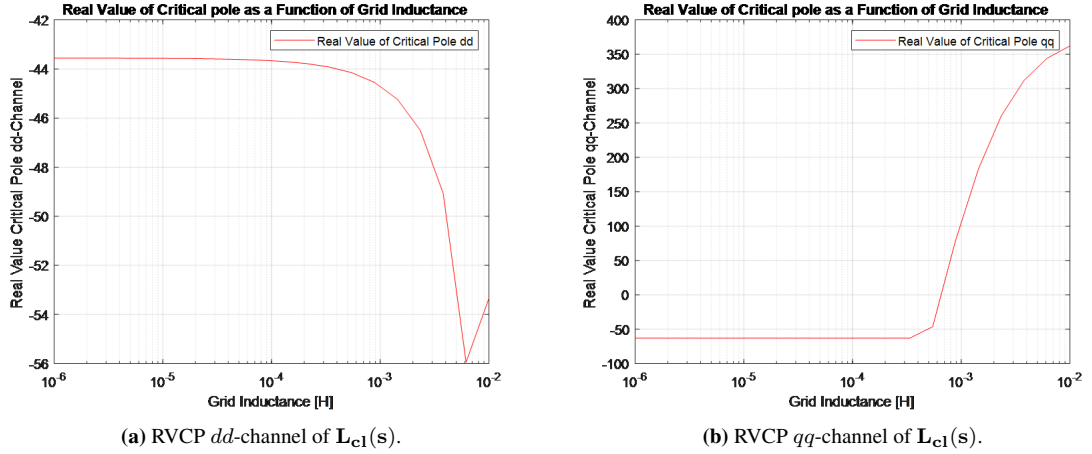 Real Value of Critical pole as a Function of Grid Inductance
Real Value of Critical Pole dd
Real Value Critical Pole dd-Channel
-42
-44
-46
-48
-50
-52
-54
-56
10^-6
10^-5
10^-4
10^-3
10^-2
Grid Inductance [H]
(a) RVCP dd-channel of L_cl(s).
Real Value of Critical pole as a Function of Grid Inductance
Real Value of Critical Pole qq
Real Value Critical Pole qq-Channel
400
350
300
250
200
150
100
50
0
-50
-100
10^-6
10^-5
10^-4
10^-3
10^-2
Grid Inductance [H]
(b) RVCP qq-channel of L_cl(s).